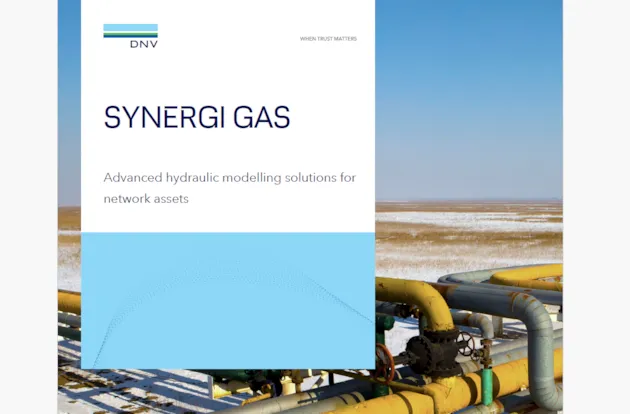 DNV
WHEN TRUST MATTERS
SYNERGI GAS
Advanced hydraulic modelling solutions for
network assets